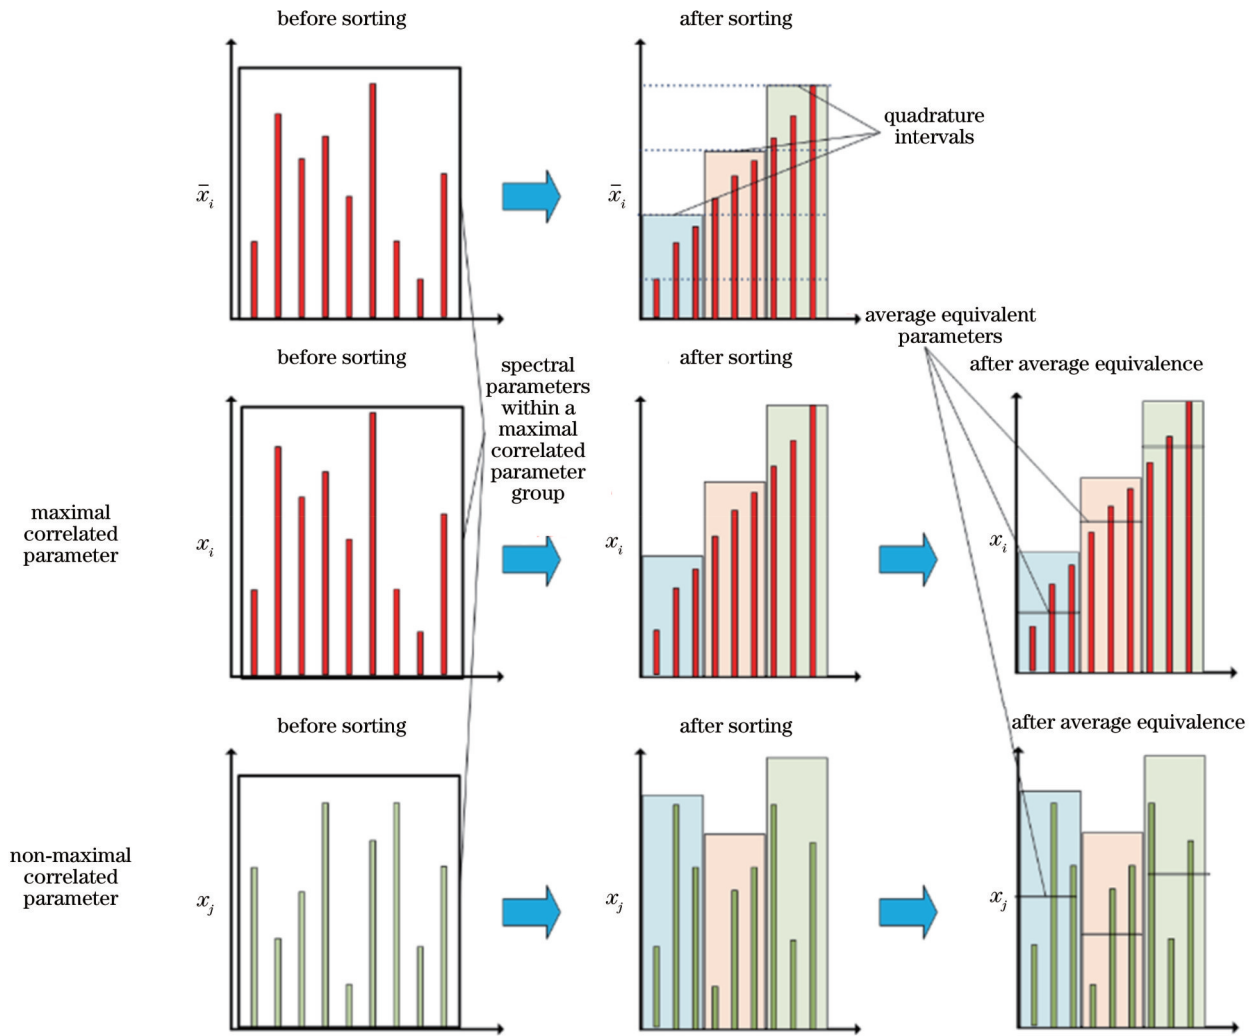 before sorting
after sorting
x̄ᵢ
x̄ᵢ
quadrature
intervals
before sorting
after sorting
average equivalent
parameters
after average equivalence
spectral
parameters
within a
maximal
correlated
parameter
group
maximal
correlated
parameter
xᵢ
xᵢ
xᵢ
before sorting
after sorting
after average equivalence
non-maximal
correlated
parameter
xⱼ
xⱼ
xⱼ